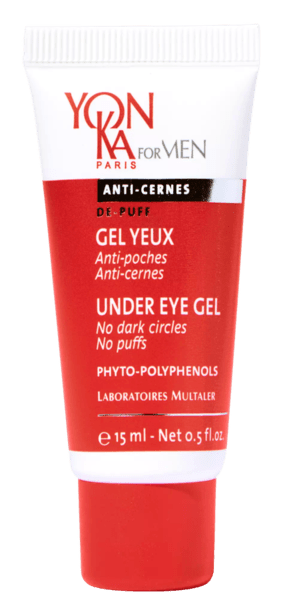 YON
KA FOR MEN
PARIS
ANTI-CERNES
DE-PUFF
GEL YEUX
Anti-poches
Anti-cernes
UNDER EYE GEL
No dark circles
No puffs
PHYTO-POLYPHENOLS
LABORATOIRES MULTALER
e 15 ml - Net 0.5 fl.oz.